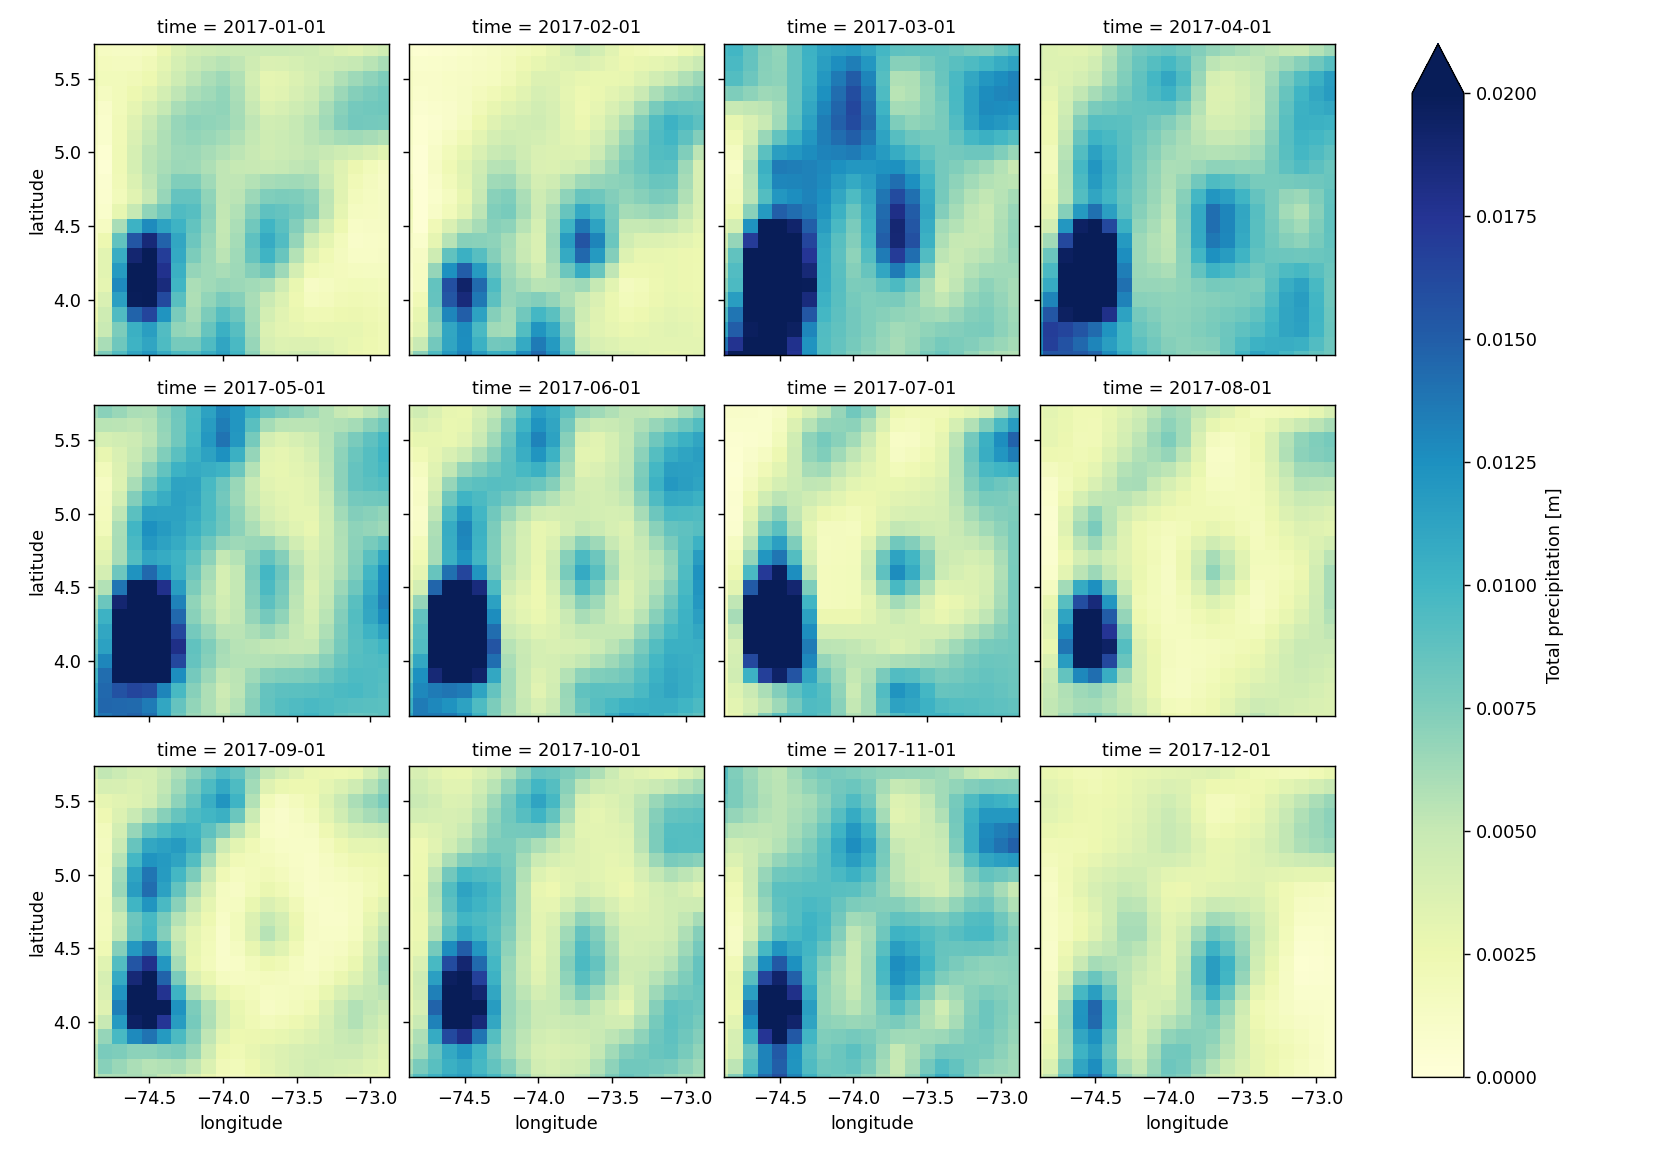 time = 2017-01-01
time = 2017-02-01
time = 2017-03-01
time = 2017-04-01
5.5
5.0
4.5
4.0
latitude
time = 2017-05-01
time = 2017-06-01
time = 2017-07-01
time = 2017-08-01
5.5
5.0
4.5
4.0
latitude
time = 2017-09-01
time = 2017-10-01
time = 2017-11-01
time = 2017-12-01
5.5
5.0
4.5
4.0
latitude
−74.5 −74.0 −73.5 −73.0
longitude
−74.5 −74.0 −73.5 −73.0
longitude
−74.5 −74.0 −73.5 −73.0
longitude
−74.5 −74.0 −73.5 −73.0
longitude
0.0200
0.0175
0.0150
0.0125
0.0100
0.0075
0.0050
0.0025
0.0000
Total precipitation [m]